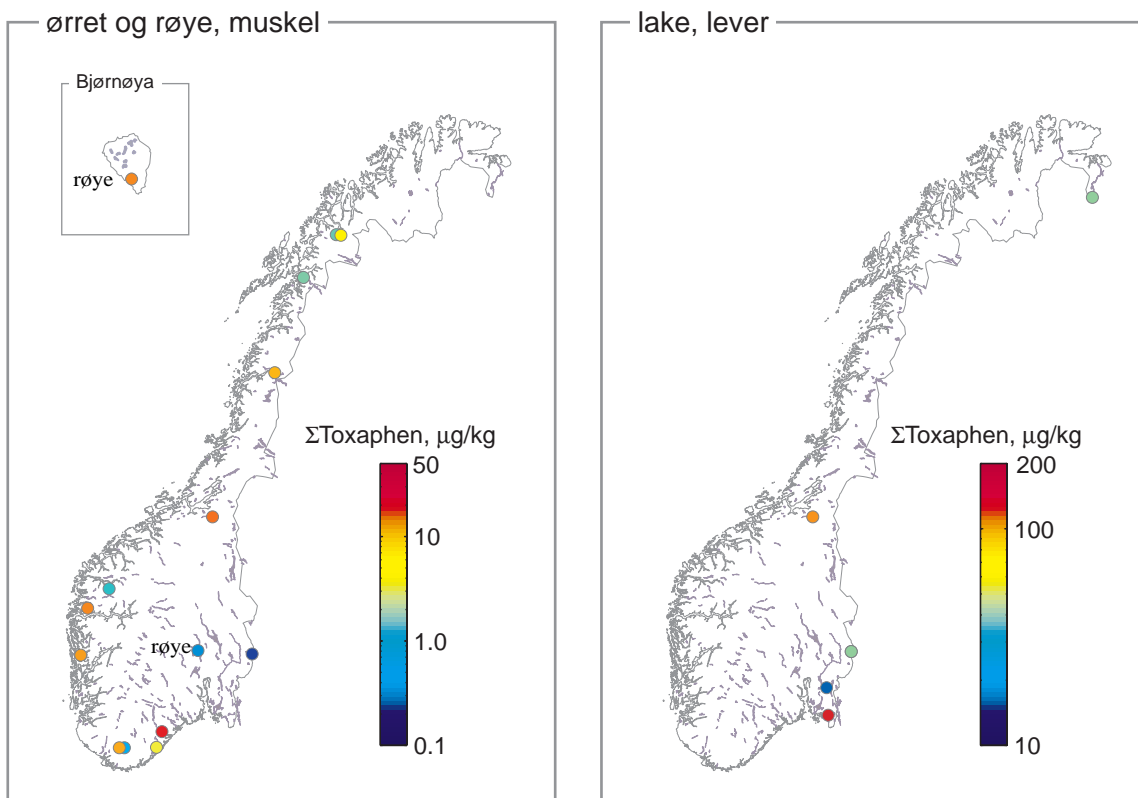 ørret og røye, muskel
Bjørnøya
røye
ΣToxaphen, μg/kg
50
10
1.0
0.1
røye
lake, lever
ΣToxaphen, μg/kg
200
100
10